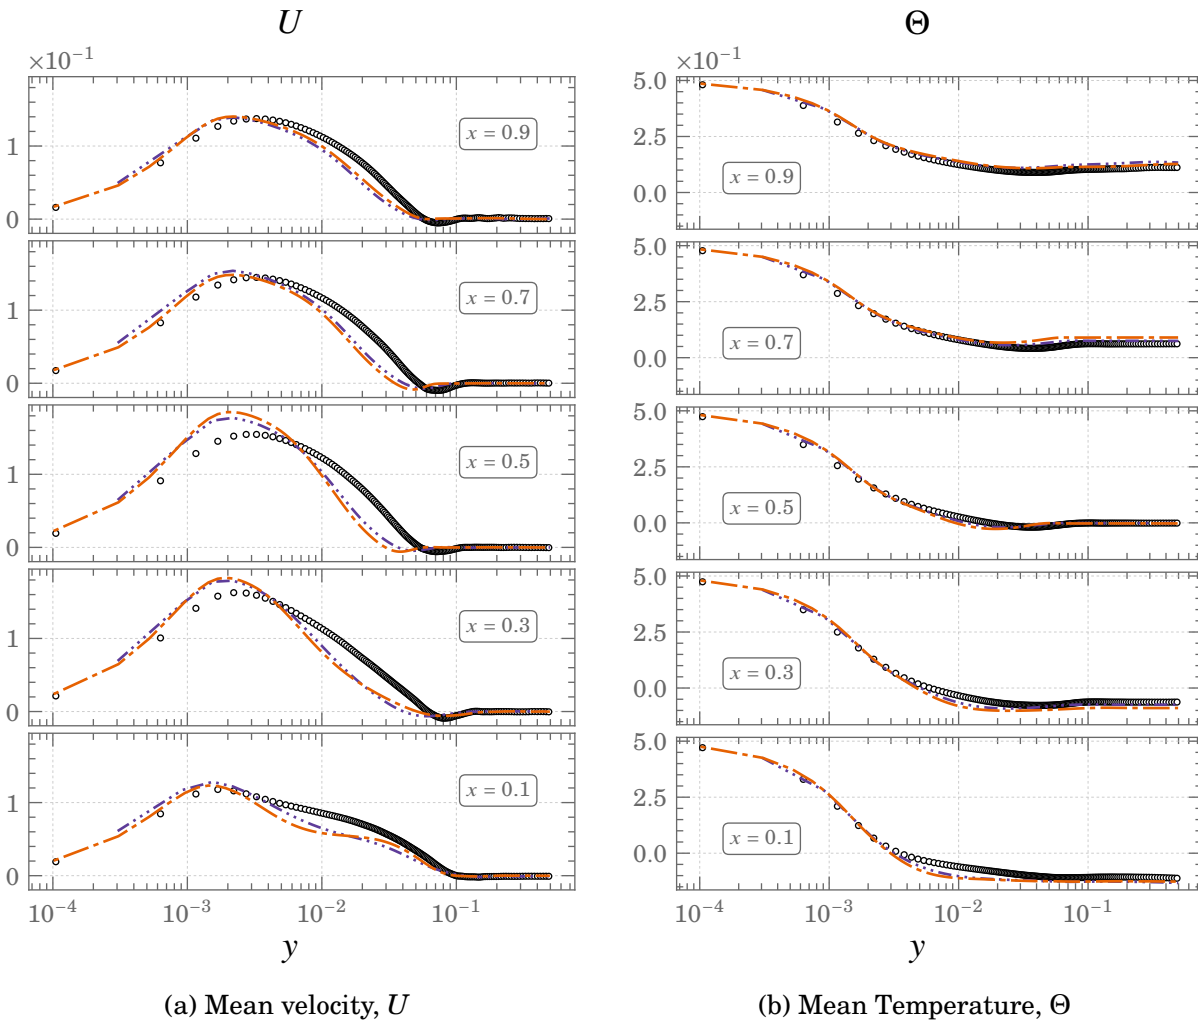 U
Θ
×10⁻¹
1
0
x = 0.9
1
0
x = 0.7
1
0
x = 0.5
1
0
x = 0.3
1
0
x = 0.1
10⁻⁴ 10⁻³ 10⁻² 10⁻¹
y
(a) Mean velocity, U
×10⁻¹
5.0
2.5
0.0
x = 0.9
5.0
2.5
0.0
x = 0.7
5.0
2.5
0.0
x = 0.5
5.0
2.5
0.0
x = 0.3
5.0
2.5
0.0
x = 0.1
10⁻⁴ 10⁻³ 10⁻² 10⁻¹
y
(b) Mean Temperature, Θ